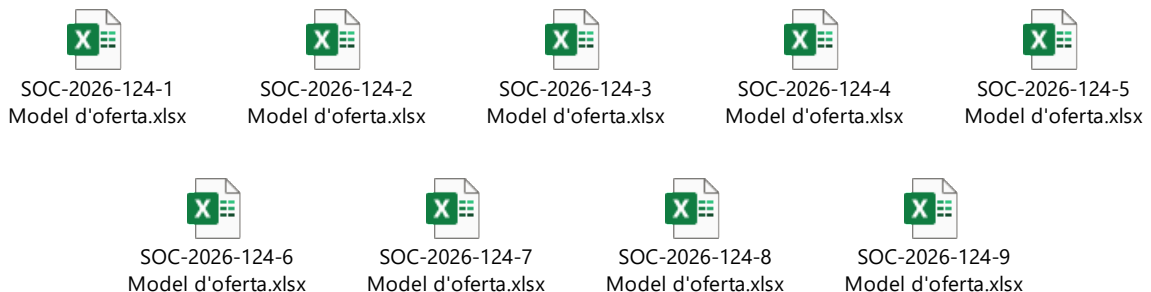 SOC-2026-124-1
Model d'oferta.xlsx
SOC-2026-124-2
Model d'oferta.xlsx
SOC-2026-124-3
Model d'oferta.xlsx
SOC-2026-124-4
Model d'oferta.xlsx
SOC-2026-124-5
Model d'oferta.xlsx
SOC-2026-124-6
Model d'oferta.xlsx
SOC-2026-124-7
Model d'oferta.xlsx
SOC-2026-124-8
Model d'oferta.xlsx
SOC-2026-124-9
Model d'oferta.xlsx